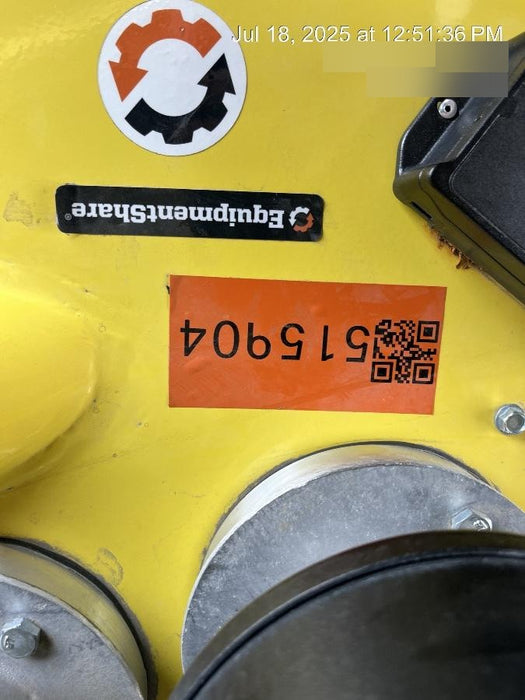 Jul 18, 2025 at 12:51:36 PM
EquipmentShare®
515904